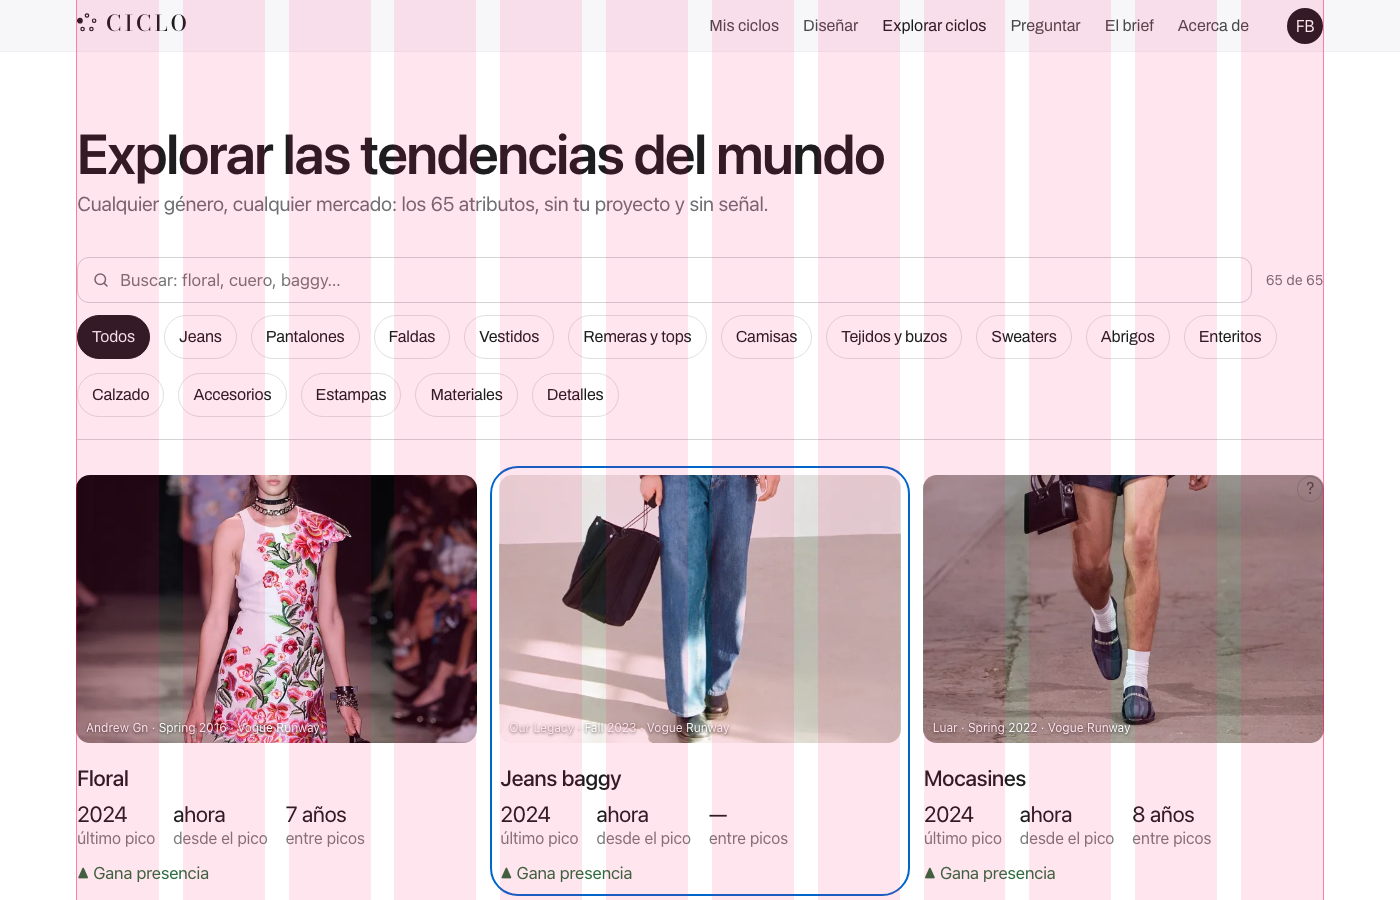 CICLO
Mis ciclos Diseñar Explorar ciclos Preguntar El brief Acerca de FB
Explorar las tendencias del mundo
Cualquier género, cualquier mercado: los 65 atributos, sin tu proyecto y sin señal.
Buscar: floral, cuero, baggy...
65 de 65
Todos Jeans Pantalones Faldas Vestidos Remeras y tops Camisas Tejidos y buzos Sweaters Abrigos Enteritos
Calzado Accesorios Estampas Materiales Detalles
?
Andrew Gn · Spring 2016 · Vogue Runway
Our Legacy · Fall 2023 · Vogue Runway
Luar · Spring 2022 · Vogue Runway
Floral
2024 ahora 7 años
último pico desde el pico entre picos
▲ Gana presencia
Jeans baggy
2024 ahora —
último pico desde el pico entre picos
▲ Gana presencia
Mocasines
2024 ahora 8 años
último pico desde el pico entre picos
▲ Gana presencia